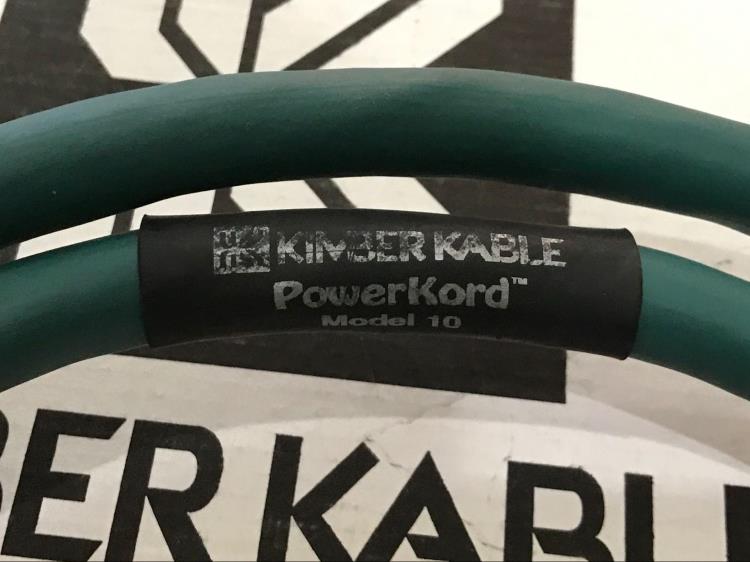 KIMBER KABLE
PowerKord™
Model 10
BER KABL